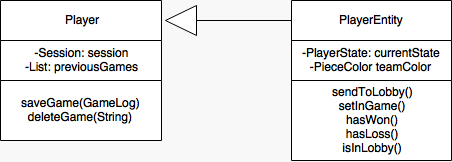 Player
-Session: session
-List: previousGames
saveGame(GameLog)
deleteGame(String)
PlayerEntity
-PlayerState: currentState
-PieceColor teamColor
sendToLobby()
setInGame()
hasWon()
hasLoss()
isInLobby()